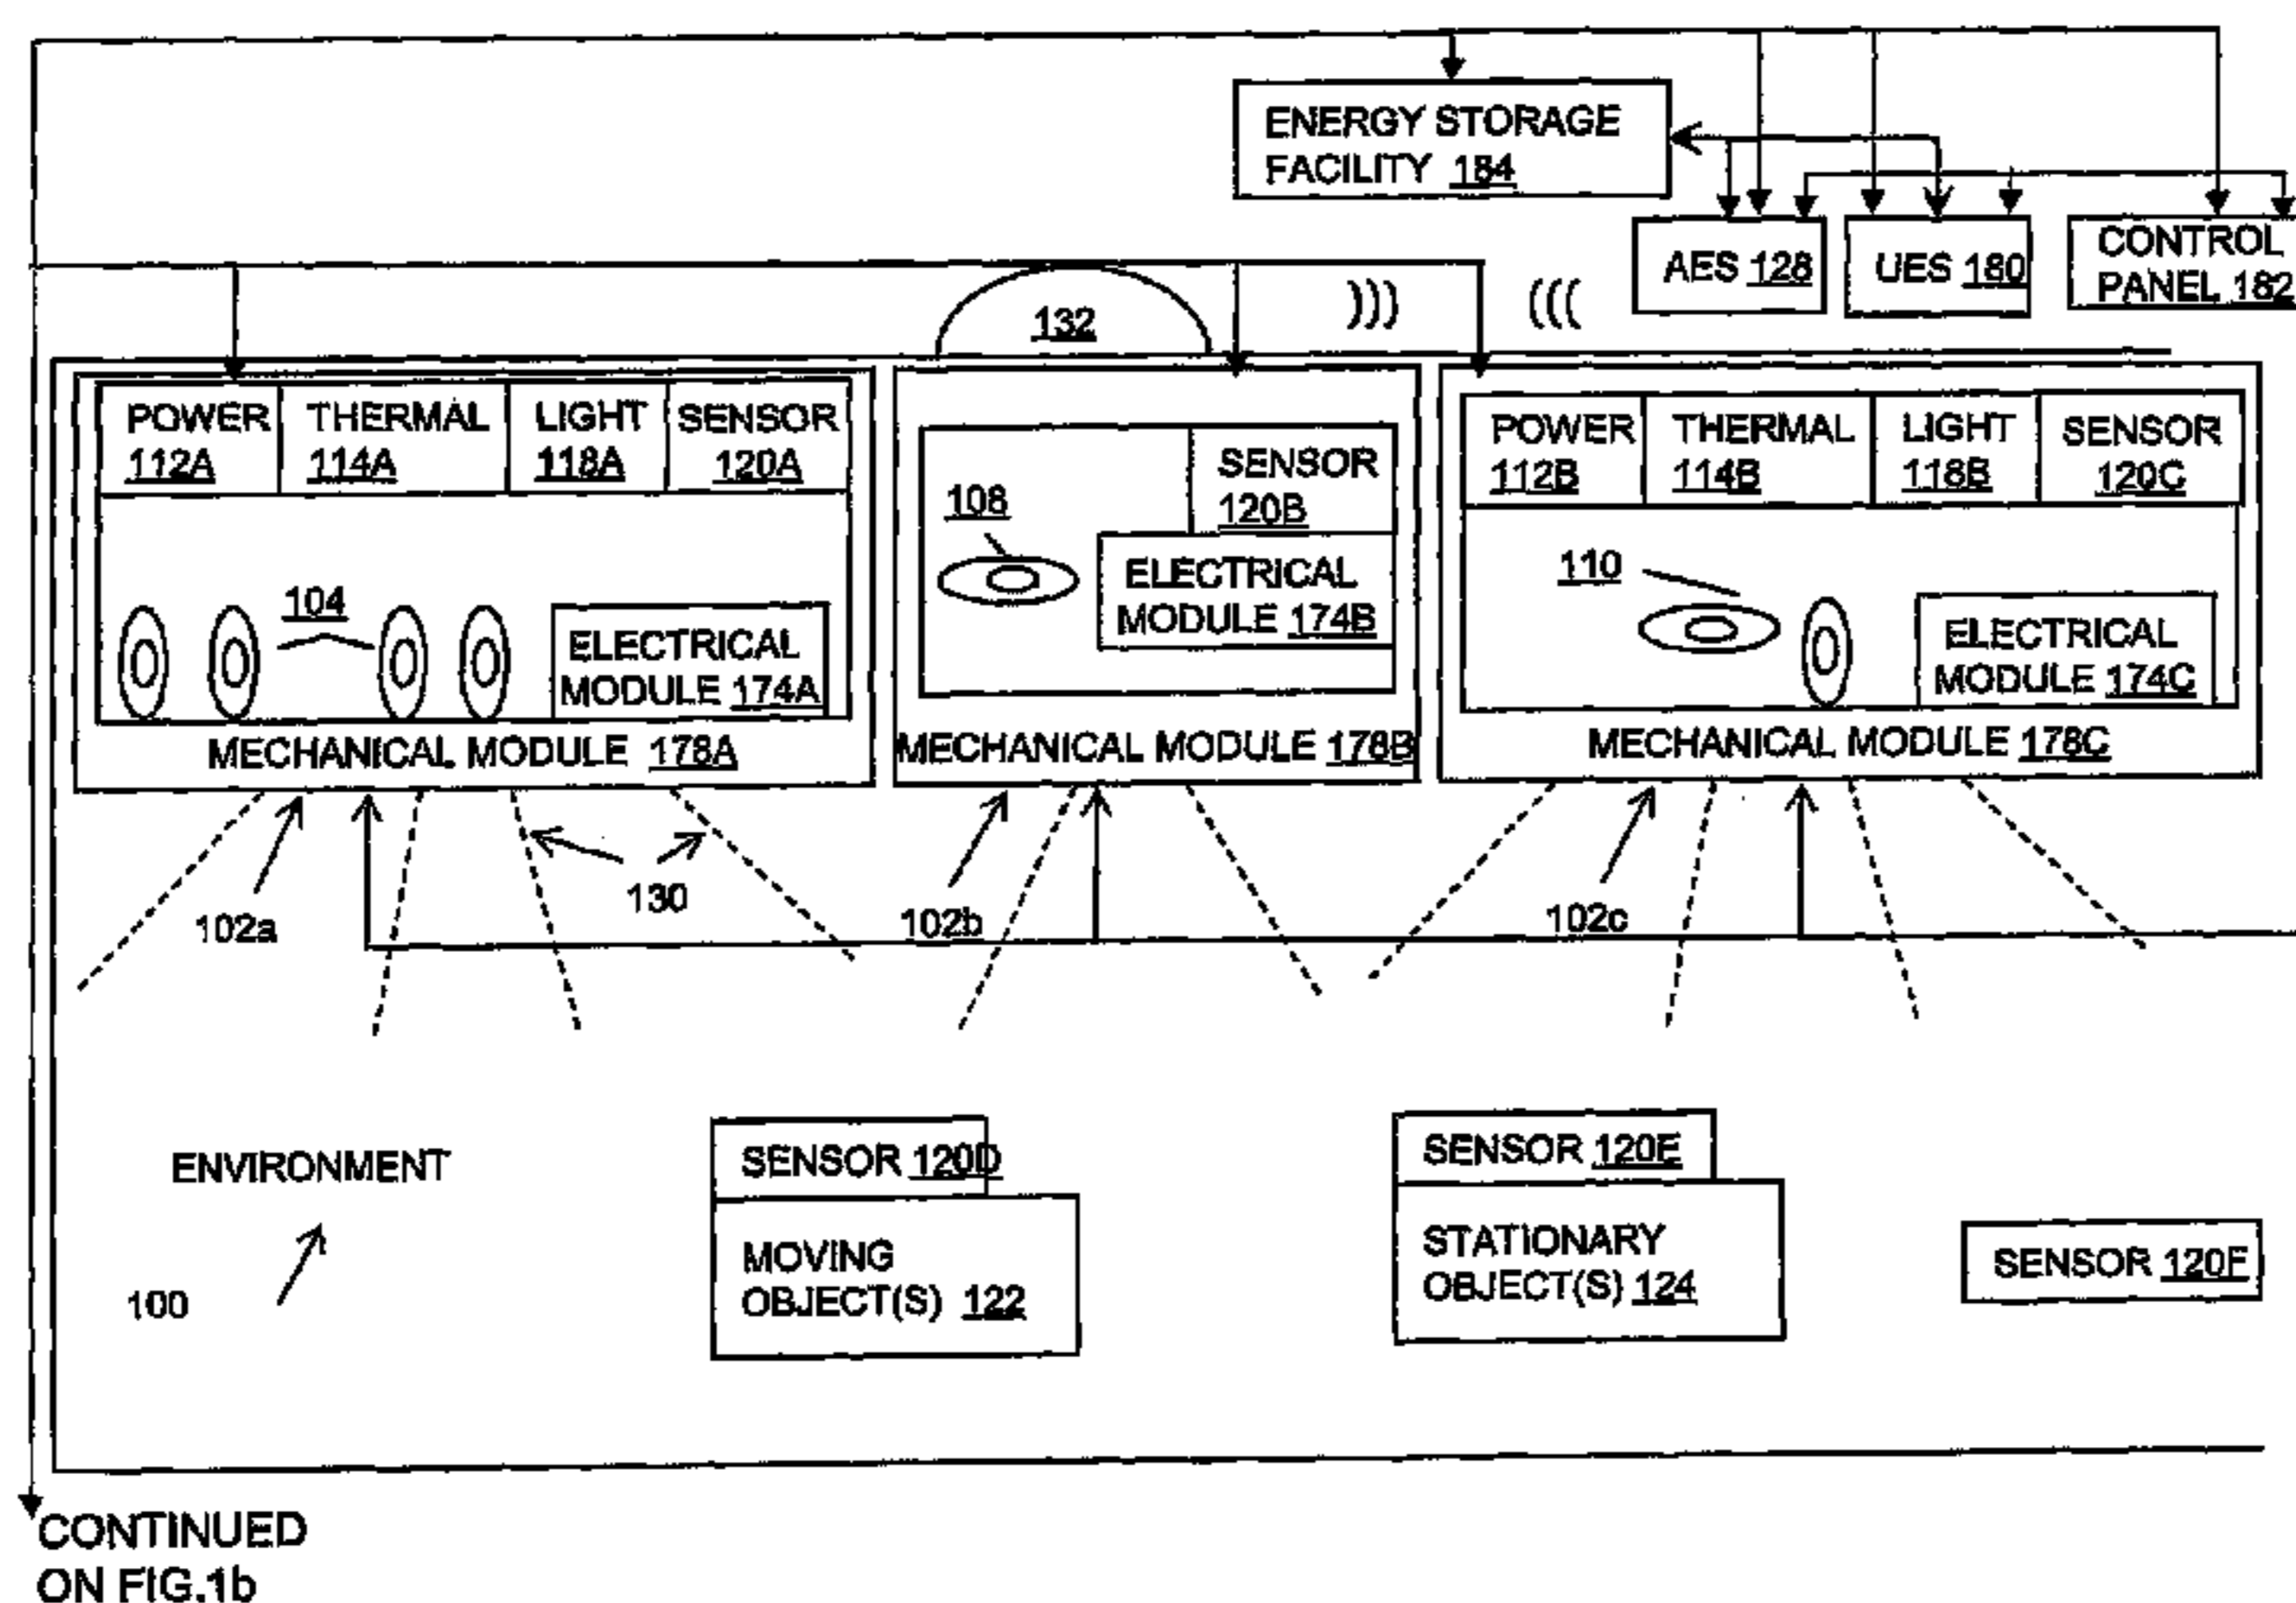 ENERGY STORAGE
FACILITY 184
AES 128
UES 180
CONTROL
PANEL 182
132
))) (((
POWER
112A
THERMAL
114A
LIGHT
118A
SENSOR
120A
104
ELECTRICAL
MODULE 174A
MECHANICAL MODULE 178A
SENSOR
120B
108
ELECTRICAL
MODULE 174B
MECHANICAL MODULE 178B
POWER
112B
THERMAL
114B
LIGHT
118B
SENSOR
120C
110
ELECTRICAL
MODULE 174C
MECHANICAL MODULE 178C
102a
130
102b
102c
ENVIRONMENT
100
SENSOR 120D
MOVING
OBJECT(S) 122
SENSOR 120E
STATIONARY
OBJECT(S) 124
SENSOR 120F
CONTINUED
ON FIG.1b